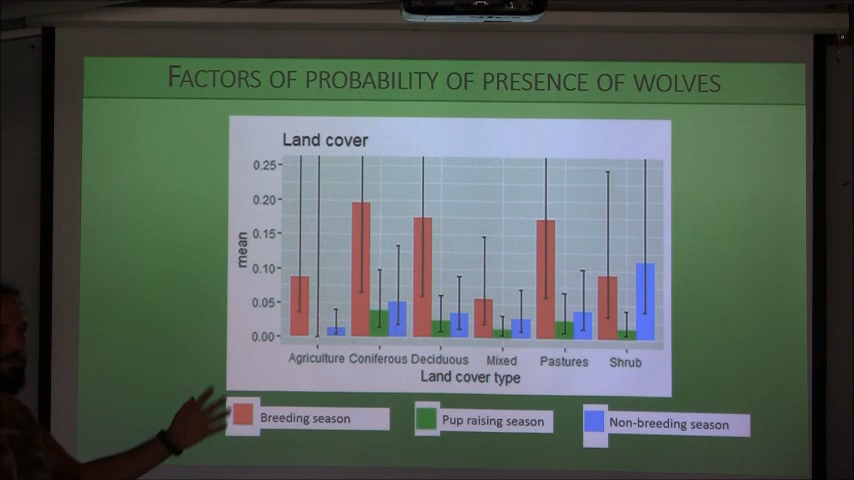 FACTORS OF PROBABILITY OF PRESENCE OF WOLVES
Land cover
0.25
0.20
0.15
0.10
0.05
0.00
mean
Agriculture Coniferous Deciduous Mixed Pastures Shrub
Land cover type
Breeding season
Pup raising season
Non-breeding season